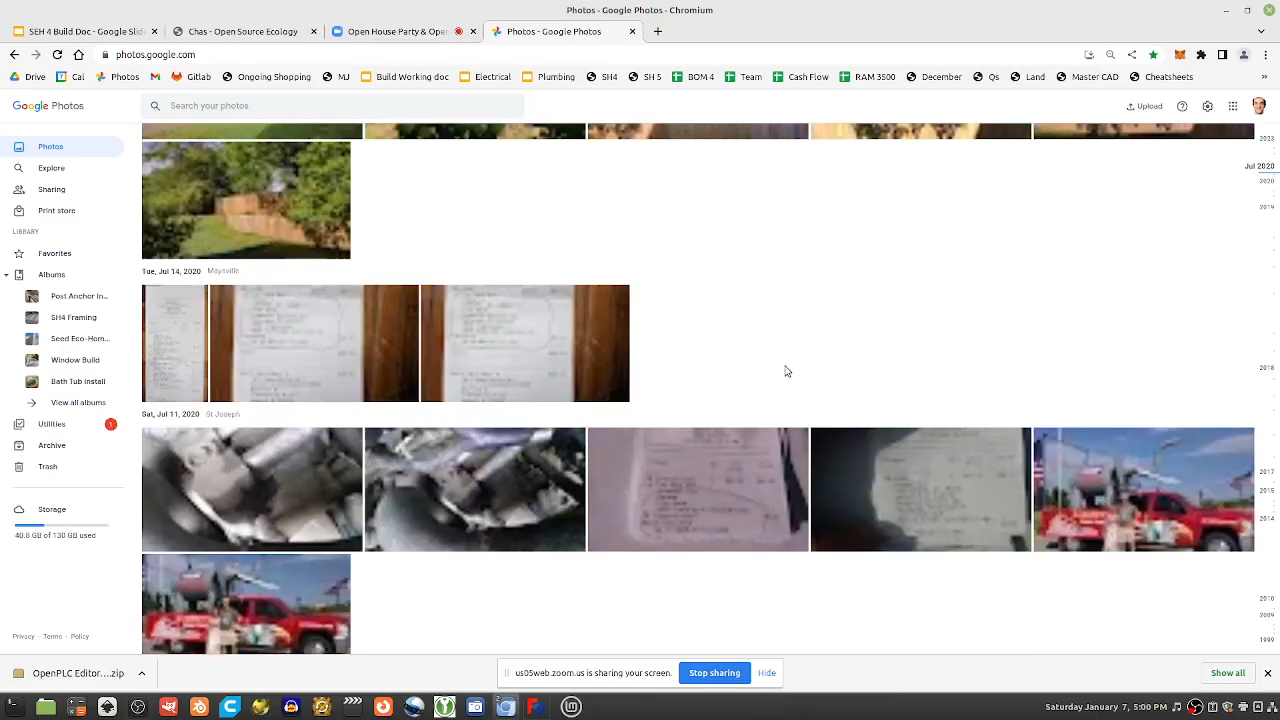 Photos - Google Photos - Chromium
SEH 4 Build Doc - Google Slid
Chas - Open Source Ecology
Open House Party & Open
Photos - Google Photos
photos.google.com
Drive
Cal
Photos
Gitlab
Ongoing Shopping
MJ
Building Working doc
Electrical
Plumbing
SH4
SH 5
BOM 4
Team
Cash Flow
RAM 3500
December
Qs
Land
Master CAD
Cheatsheets
»
Google Photos
Search your photos
Upload
Photos
Explore
Sharing
Print store
LIBRARY
Favorites
Albums
Post Anchor In...
SH4 Framing
Seed Eco-Hom...
Window Build
Bath Tub Install
View all albums
Utilities
1
Archive
Trash
Storage
40.8 GB of 130 GB used
Privacy · Terms · Policy
Tue, Jul 14, 2020 Maysville
Sat, Jul 11, 2020 St Joseph
2023
Jul 2020
2020
2019
2018
2017
2015
2014
2010
2009
1999
OpenPLC Editor....zip
us05web.zoom.us is sharing your screen.
Stop sharing
Hide
Show all
Saturday January 7, 5:00 PM